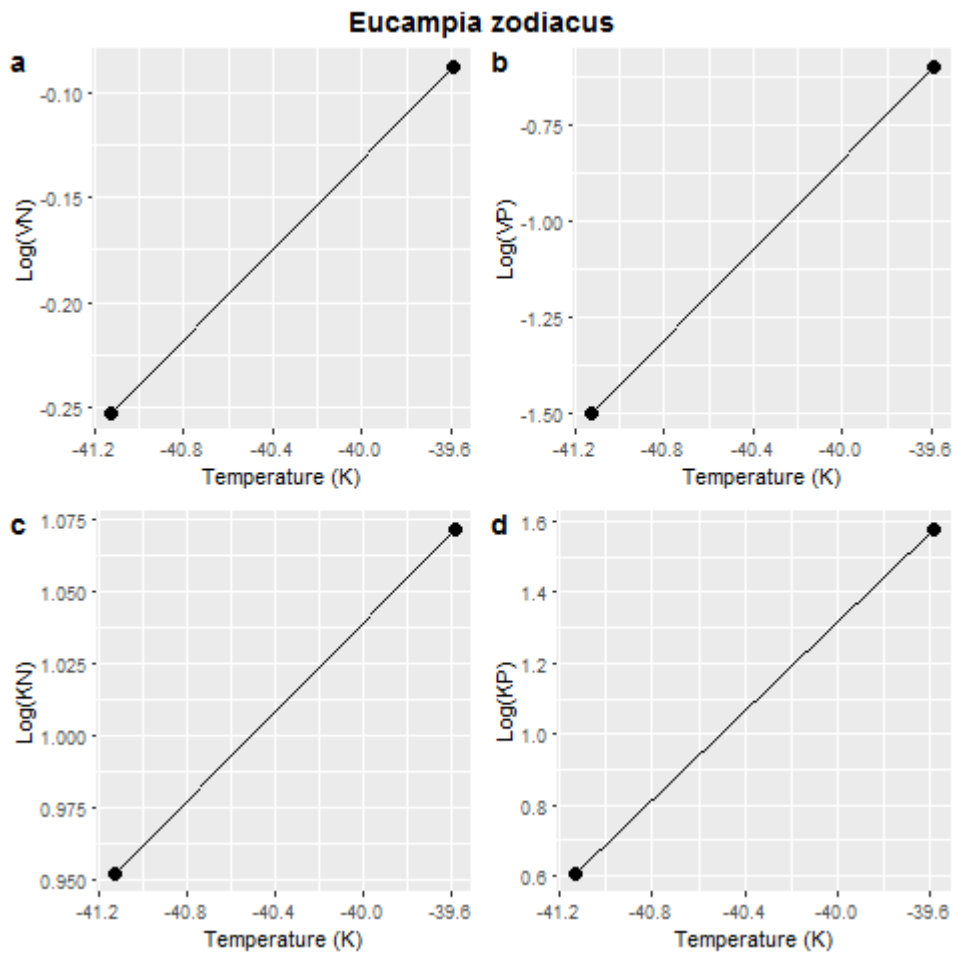 Eucampia zodiacus
a
-0.10
-0.15
-0.20
-0.25
Log(VN)
-41.2 -40.8 -40.4 -40.0 -39.6
Temperature (K)
b
-0.75
-1.00
-1.25
-1.50
Log(VP)
-41.2 -40.8 -40.4 -40.0 -39.6
Temperature (K)
c
1.075
1.050
1.025
1.000
0.975
0.950
Log(KN)
-41.2 -40.8 -40.4 -40.0 -39.6
Temperature (K)
d
1.6
1.4
1.2
1.0
0.8
0.6
Log(KP)
-41.2 -40.8 -40.4 -40.0 -39.6
Temperature (K)